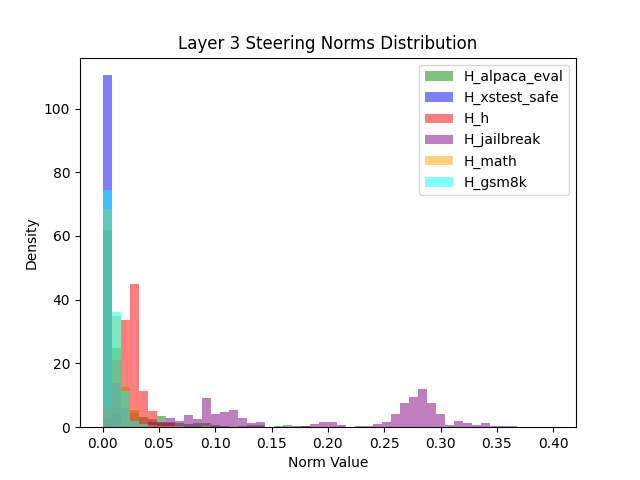 Layer 3 Steering Norms Distribution
H_alpaca_eval
H_xstest_safe
H_h
H_jailbreak
H_math
H_gsm8k
100
80
60
40
20
0
Density
0.00 0.05 0.10 0.15 0.20 0.25 0.30 0.35 0.40
Norm Value